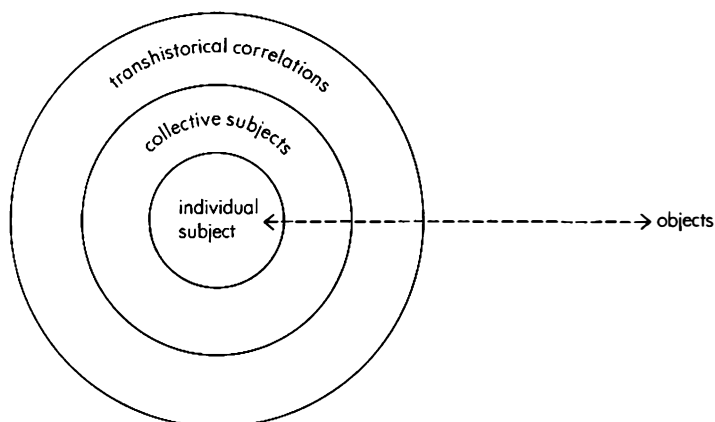 transhistorical correlations
collective subjects
individual
subject
objects